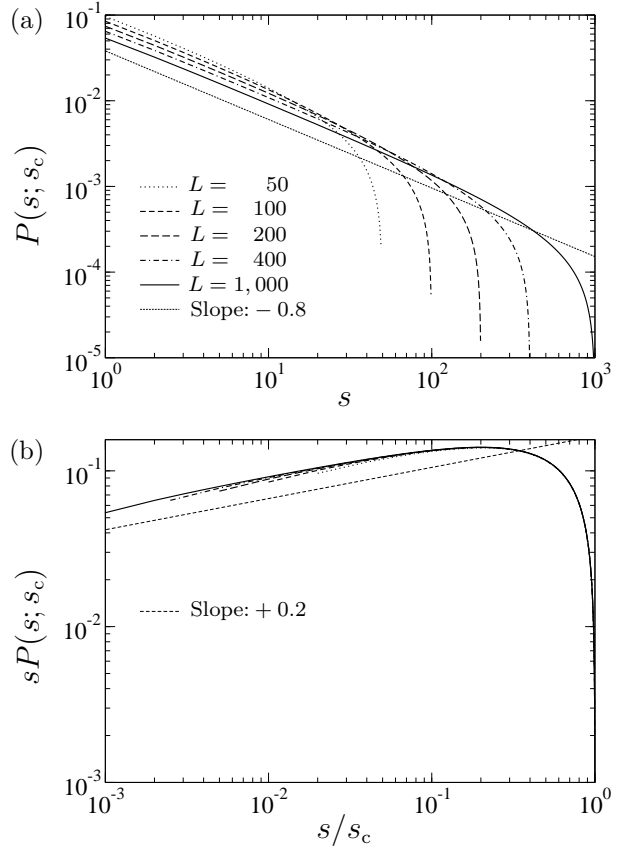 (a)
10^{-1}
10^{-2}
10^{-3}
10^{-4}
10^{-5}
P(s; s_c)
L = 50
L = 100
L = 200
L = 400
L = 1,000
Slope: − 0.8
10^0 10^1 10^2 10^3
s
(b)
10^{-1}
10^{-2}
10^{-3}
sP(s; s_c)
Slope: + 0.2
10^{-3} 10^{-2} 10^{-1} 10^0
s/s_c